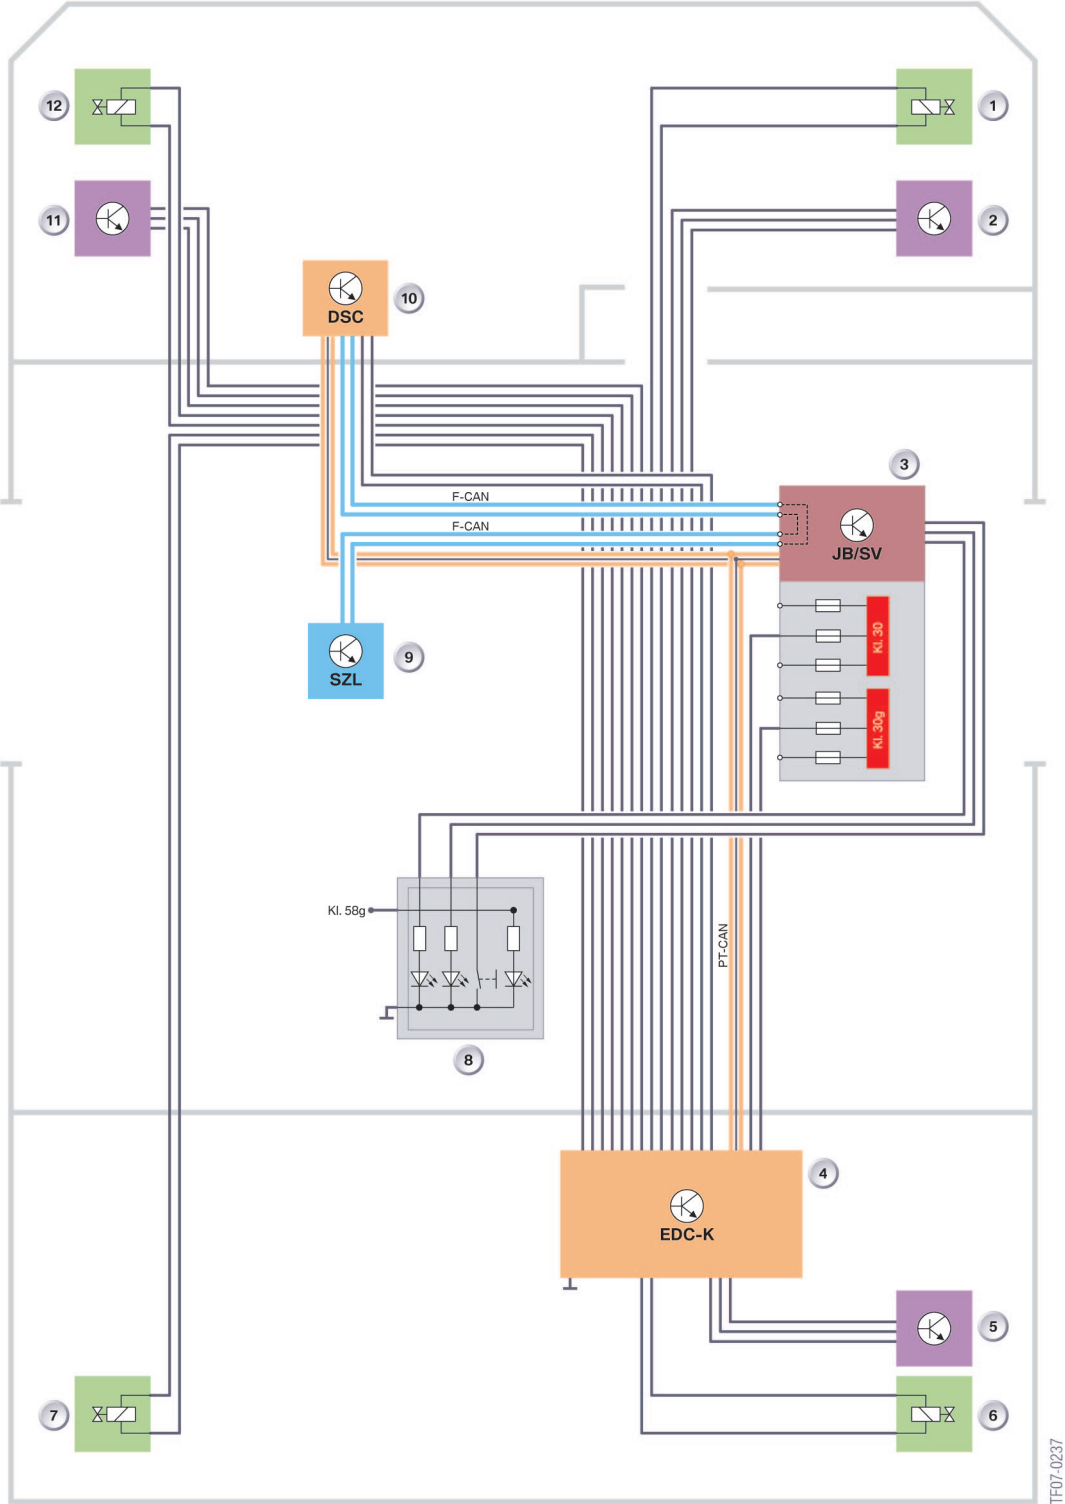 12
1
11
2
10
DSC
3
F-CAN
F-CAN
JB/SV
Kl. 30
9
SZL
Kl. 30g
Kl. 58g
PT-CAN
8
4
EDC-K
5
7
6
TF07-0237